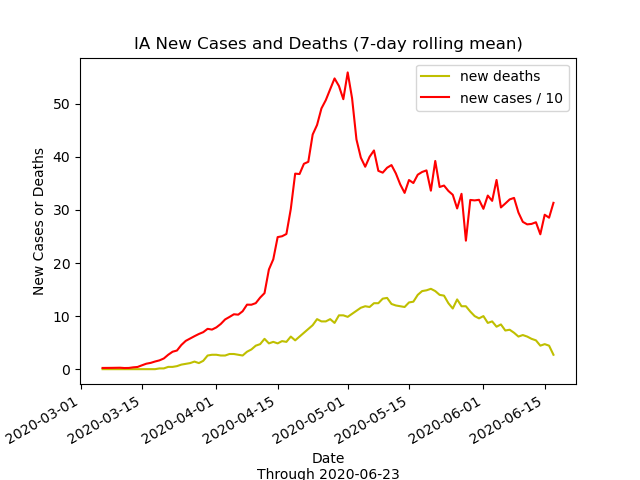 IA New Cases and Deaths (7-day rolling mean)
new deaths
new cases / 10
New Cases or Deaths
50
40
30
20
10
0
2020-03-01
2020-03-15
2020-04-01
2020-04-15
2020-05-01
2020-05-15
2020-06-01
2020-06-15
Date
Through 2020-06-23